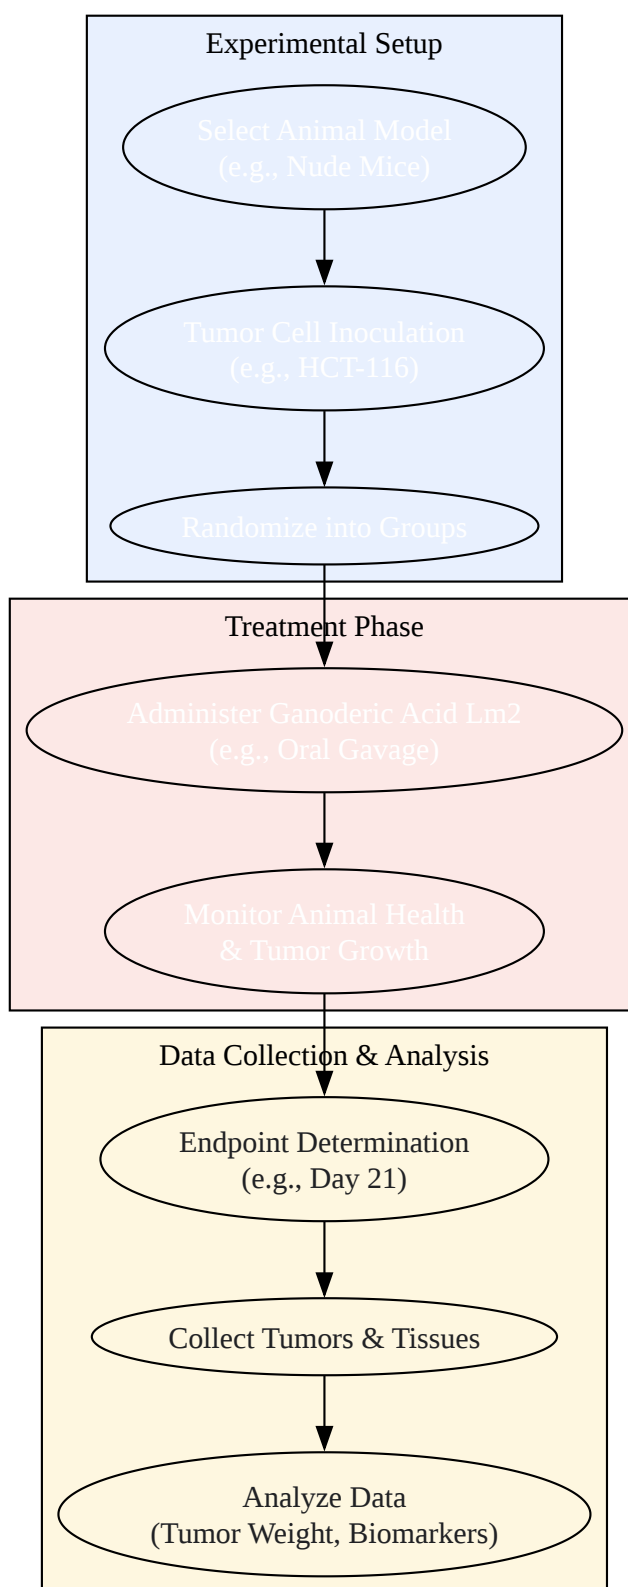 Experimental Setup
Select Animal Model
(e.g., Nude Mice)
Tumor Cell Inoculation
(e.g., HCT-116)
Randomize into Groups
Treatment Phase
Administer Ganoderic Acid Lm2
(e.g., Oral Gavage)
Monitor Animal Health
& Tumor Growth
Data Collection & Analysis
Endpoint Determination
(e.g., Day 21)
Collect Tumors & Tissues
Analyze Data
(Tumor Weight, Biomarkers)